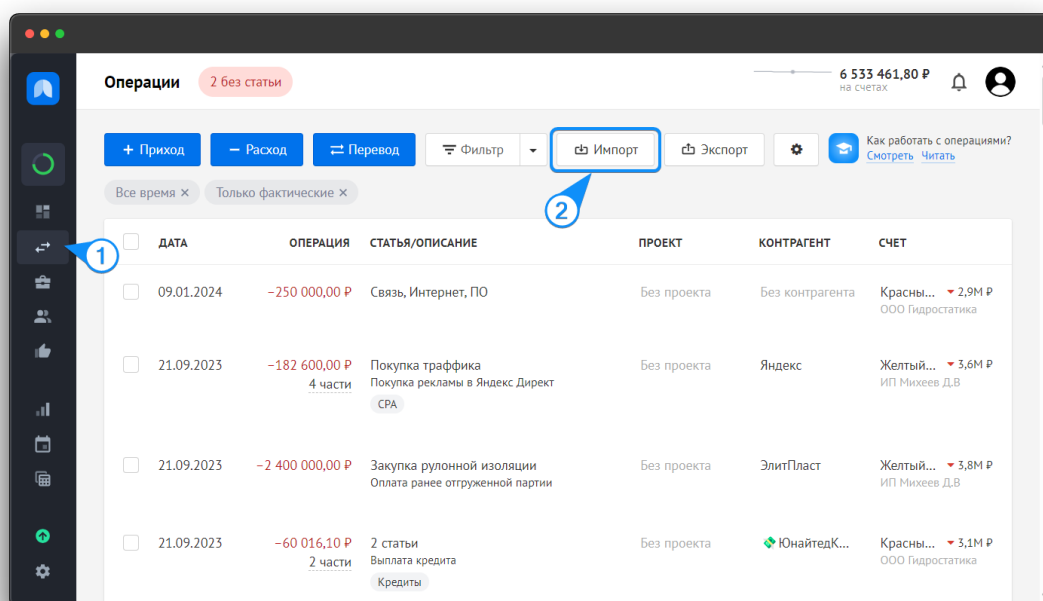 Операции 2 без статьи
6 533 461,80 ₽
на счетах
+ Приход − Расход Перевод Фильтр Импорт Экспорт
Как работать с операциями?
Смотреть Читать
Все время × Только фактические ×
2
1
ДАТА ОПЕРАЦИЯ СТАТЬЯ/ОПИСАНИЕ ПРОЕКТ КОНТРАГЕНТ СЧЕТ
09.01.2024 −250 000,00 ₽ Связь, Интернет, ПО Без проекта Без контрагента Красны... 2,9М ₽
ООО Гидростатика
21.09.2023 −182 600,00 ₽ Покупка траффика Без проекта Яндекс Желтый... 3,6М ₽
4 части Покупка рекламы в Яндекс Директ ИП Михеев Д.В
CPA
21.09.2023 −2 400 000,00 ₽ Закупка рулонной изоляции Без проекта ЭлитПласт Желтый... 3,8М ₽
Оплата ранее отгруженной партии ИП Михеев Д.В
21.09.2023 −60 016,10 ₽ 2 статьи Без проекта ЮнайтедК... Красны... 3,1М ₽
2 части Выплата кредита ООО Гидростатика
Кредиты